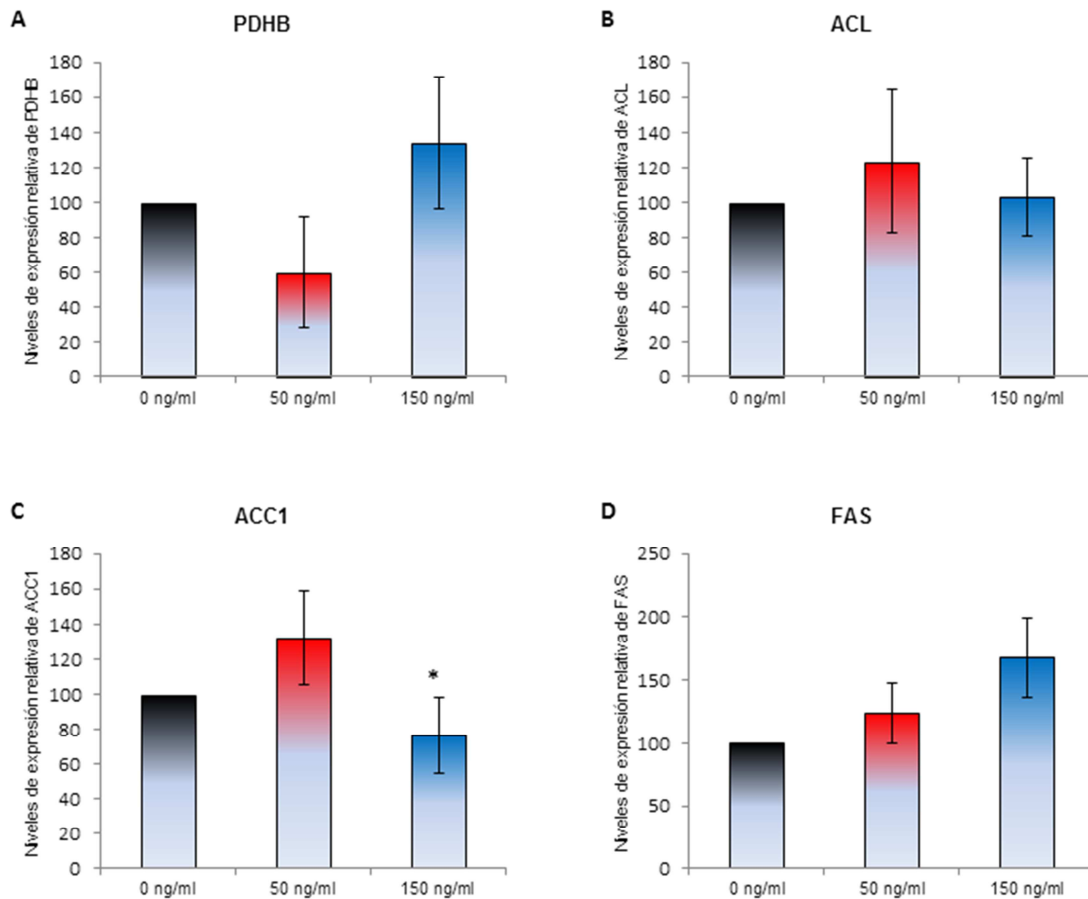 A
PDHB
Niveles de expresión relativa de PDHB
180
160
140
120
100
80
60
40
20
0
0 ng/ml 50 ng/ml 150 ng/ml
B
ACL
Niveles de expresión relativa de ACL
180
160
140
120
100
80
60
40
20
0
0 ng/ml 50 ng/ml 150 ng/ml
C
ACC1
Niveles de expresión relativa de ACC1
180
160
140
120
100
80
60
40
20
0
*
0 ng/ml 50 ng/ml 150 ng/ml
D
FAS
Niveles de expresión relativa de FAS
250
200
150
100
50
0
0 ng/ml 50 ng/ml 150 ng/ml